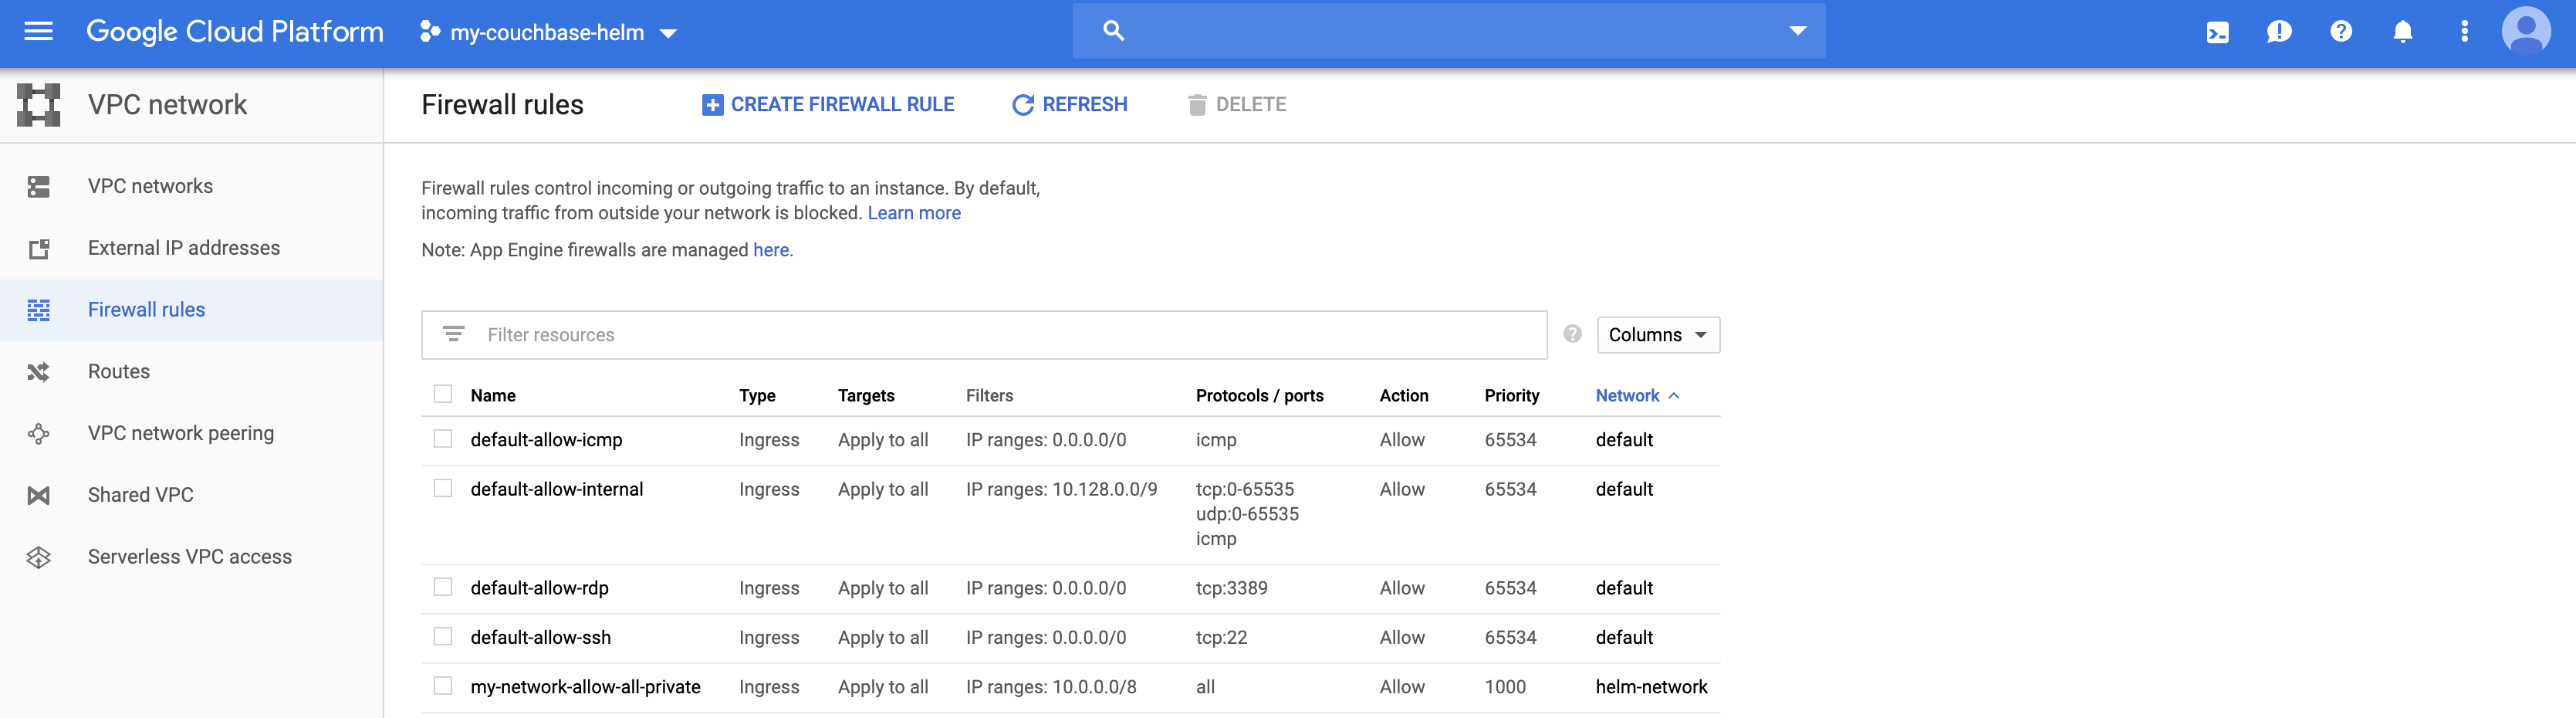 Google Cloud Platform my-couchbase-helm
VPC network
Firewall rules CREATE FIREWALL RULE REFRESH DELETE
VPC networks
External IP addresses
Firewall rules
Routes
VPC network peering
Shared VPC
Serverless VPC access
Firewall rules control incoming or outgoing traffic to an instance. By default,
incoming traffic from outside your network is blocked. Learn more
Note: App Engine firewalls are managed here.
Filter resources Columns
Name Type Targets Filters Protocols / ports Action Priority Network
default-allow-icmp Ingress Apply to all IP ranges: 0.0.0.0/0 icmp Allow 65534 default
default-allow-internal Ingress Apply to all IP ranges: 10.128.0.0/9 tcp:0-65535 Allow 65534 default
udp:0-65535
icmp
default-allow-rdp Ingress Apply to all IP ranges: 0.0.0.0/0 tcp:3389 Allow 65534 default
default-allow-ssh Ingress Apply to all IP ranges: 0.0.0.0/0 tcp:22 Allow 65534 default
my-network-allow-all-private Ingress Apply to all IP ranges: 10.0.0.0/8 all Allow 1000 helm-network